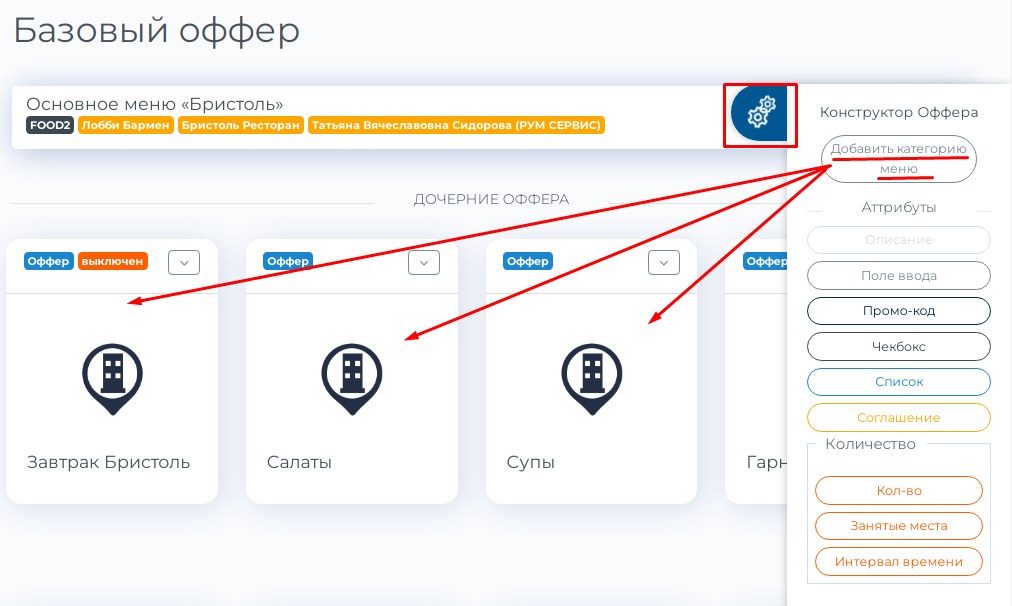 Базовый оффер
Основное меню «Бристоль»
FOOD2 Лобби Бармен Бристоль Ресторан Татьяна Вячеславовна Сидорова (РУМ СЕРВИС)
ДОЧЕРНИЕ ОФФЕРА
Оффер выключен
Завтрак Бристоль
Оффер
Салаты
Оффер
Супы
Оффер
Гарн
Конструктор Оффера
Добавить категорию
меню
Аттрибуты
Описание
Поле ввода
Промо-код
Чекбокс
Список
Соглашение
Количество
Кол-во
Занятые места
Интервал времени